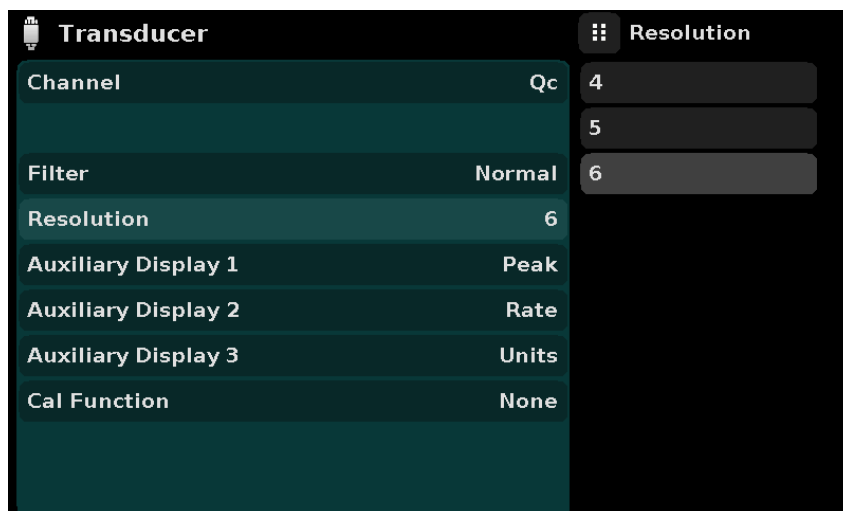 Transducer
Channel Qc
Filter Normal
Resolution 6
Auxiliary Display 1 Peak
Auxiliary Display 2 Rate
Auxiliary Display 3 Units
Cal Function None
Resolution
4
5
6